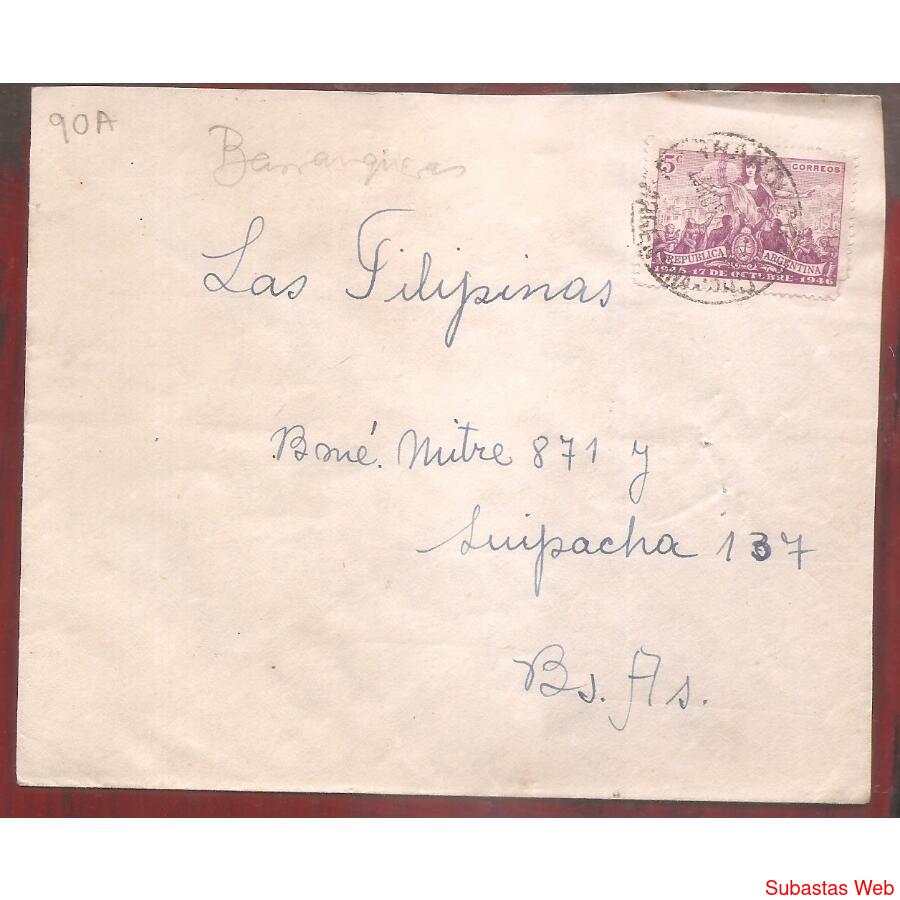 90A
Barranqueras
Las Filipinas
5c
CORREOS
REPUBLICA ARGENTINA
1945 - 17 DE OCTUBRE - 1946
Bmé. Mitre 871 y
Suipacha 137
Bs. As.
Subastas Web